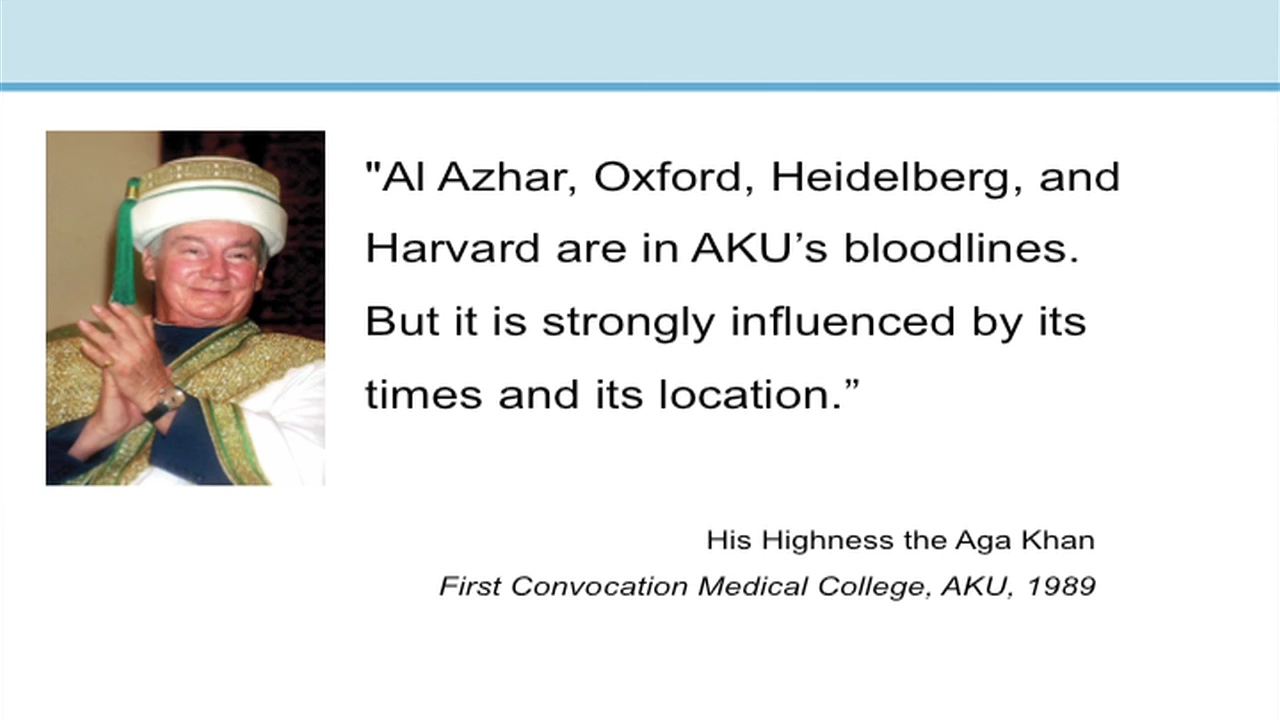 "Al Azhar, Oxford, Heidelberg, and
Harvard are in AKU’s bloodlines.
But it is strongly influenced by its
times and its location.”
His Highness the Aga Khan
First Convocation Medical College, AKU, 1989